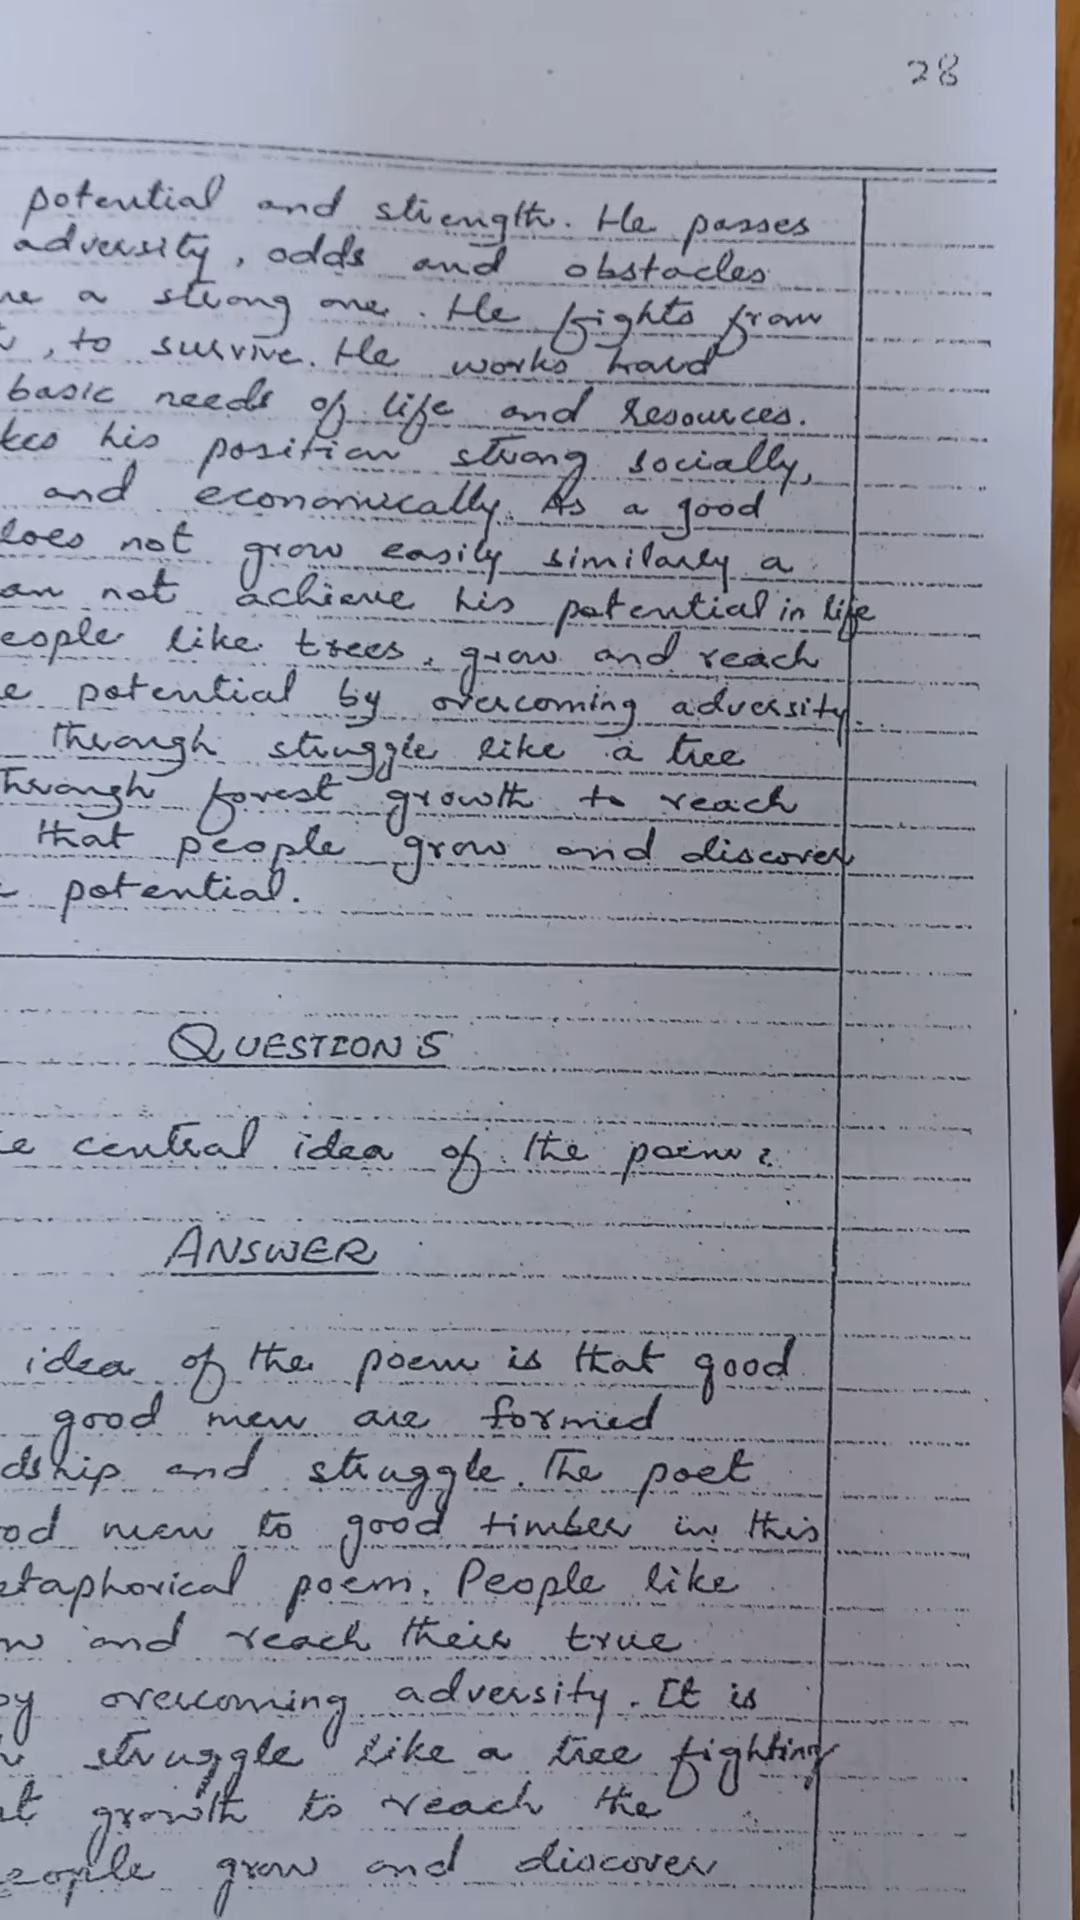 28
potential and strength. He passes
adversity, odds and obstacles
a strong one. He fights from
, to survive. He works hard
basic needs of life and resources.
his position strong socially,
and economically. As a good
does not grow easily similarly a
not achieve his potential in life
people like trees, grow and reach
potential by overcoming adversity.
through struggle like a tree
through forest growth to reach
that people grow and discover
potential.
QUESTION 5
central idea of the poem?
ANSWER
idea of the poem is that good
good men are formed
and struggle. The poet
men to good timber in this
metaphorical poem. People like
and reach their true
by overcoming adversity. It is
struggle like a tree fighting
growth to reach the
people grow and discover